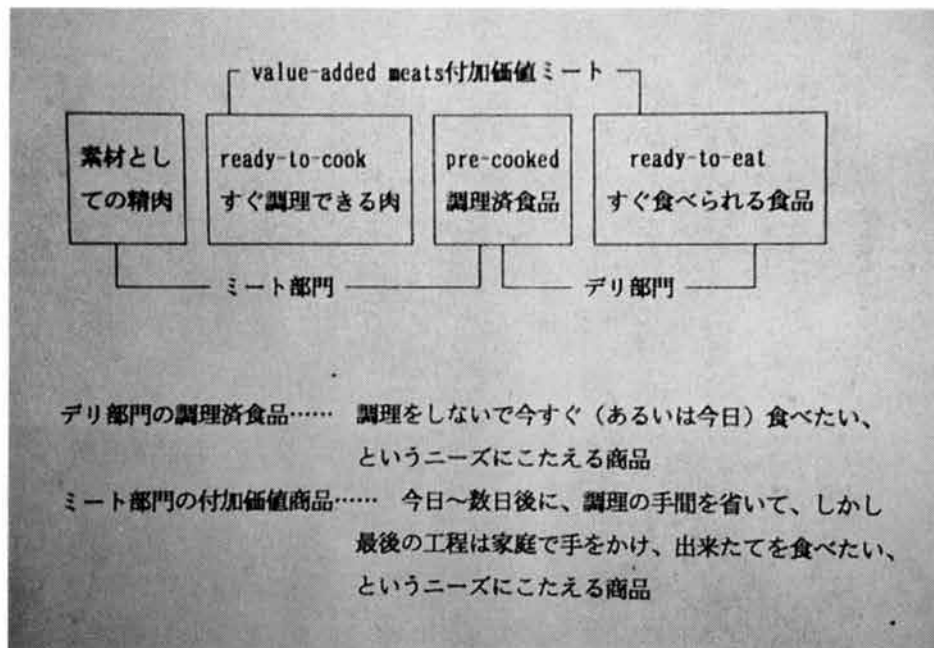 value-added meats付加価値ミート
素材とし
ての精肉
ready-to-cook
すぐ調理できる肉
pre-cooked
調理済食品
ready-to-eat
すぐ食べられる食品
ミート部門
デリ部門
デリ部門の調理済食品…… 調理をしないで今すぐ(あるいは今日)食べたい、
というニーズにこたえる商品
ミート部門の付加価値商品…… 今日〜数日後に、調理の手間を省いて、しかし
最後の工程は家庭で手をかけ、出来たてを食べたい、
というニーズにこたえる商品